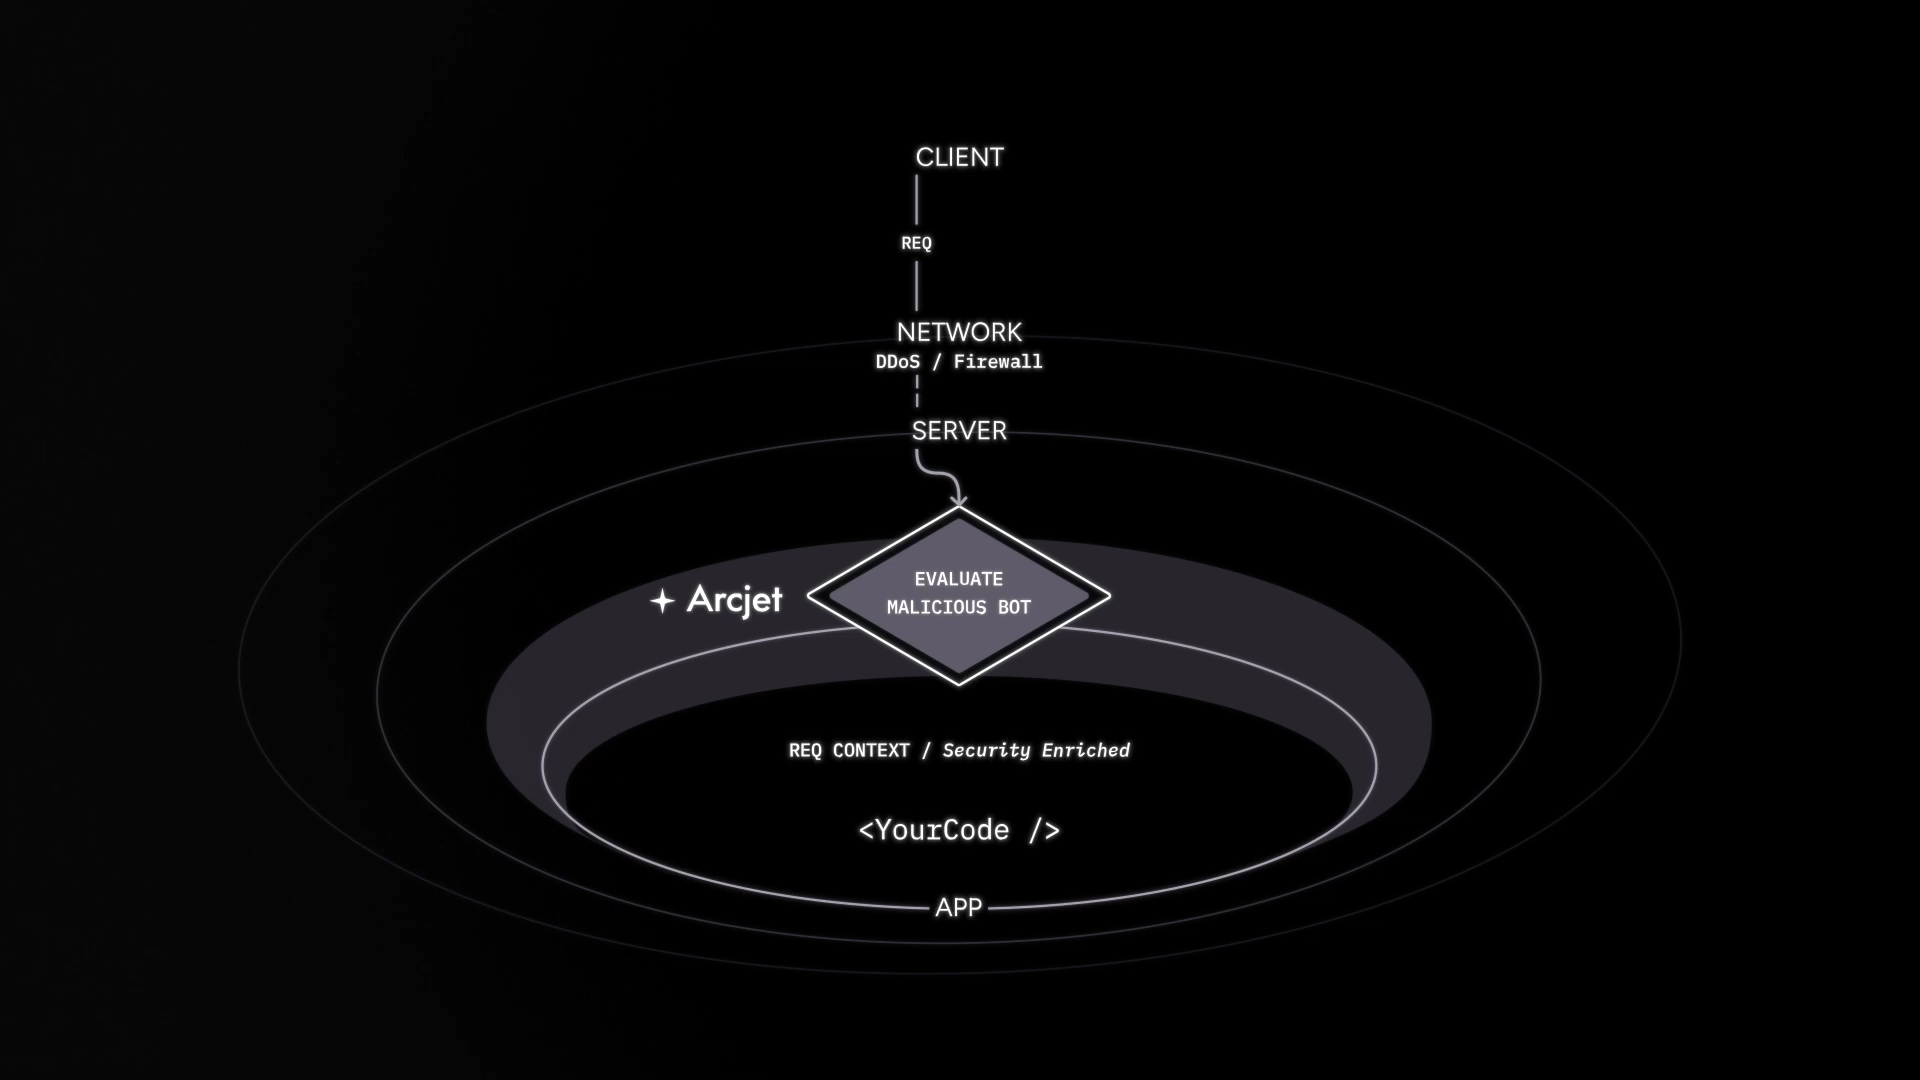 CLIENT
REQ
NETWORK
DDoS / Firewall
SERVER
Arcjet
EVALUATE
MALICIOUS BOT
REQ CONTEXT / Security Enriched
<YourCode />
APP